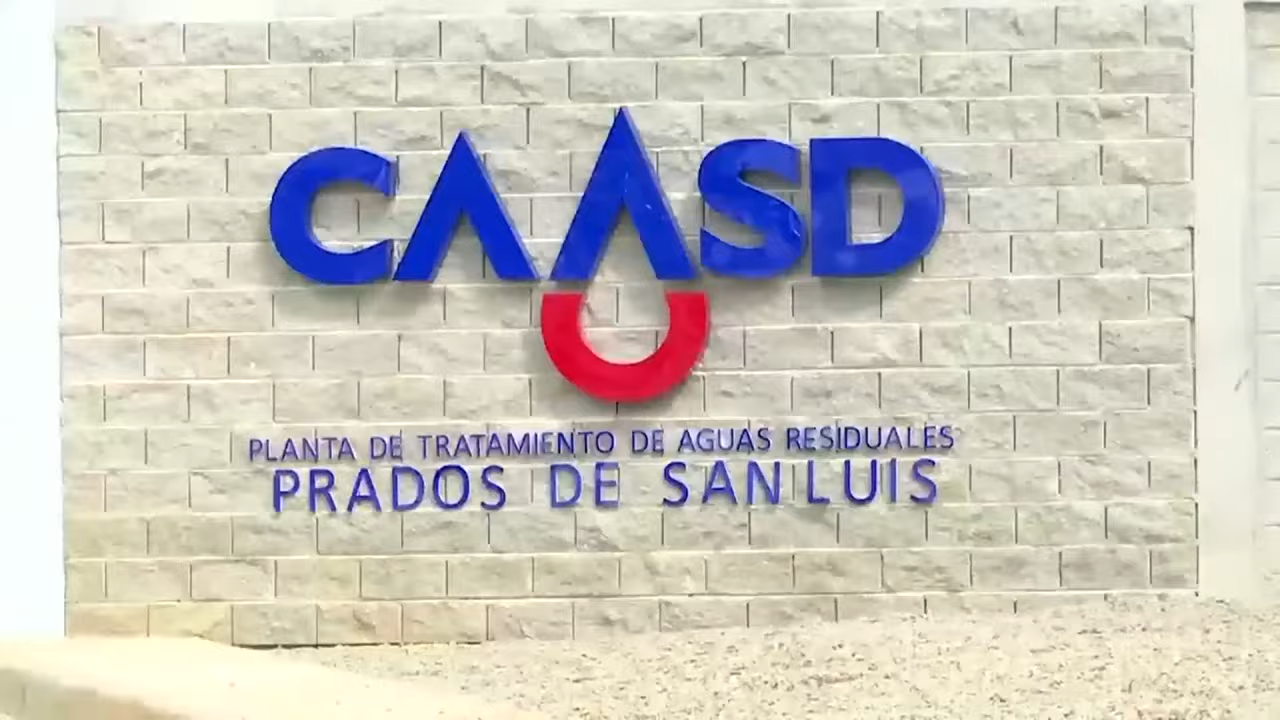 CAASD
PLANTA DE TRATAMIENTO DE AGUAS RESIDUALES
PRADOS DE SAN LUIS